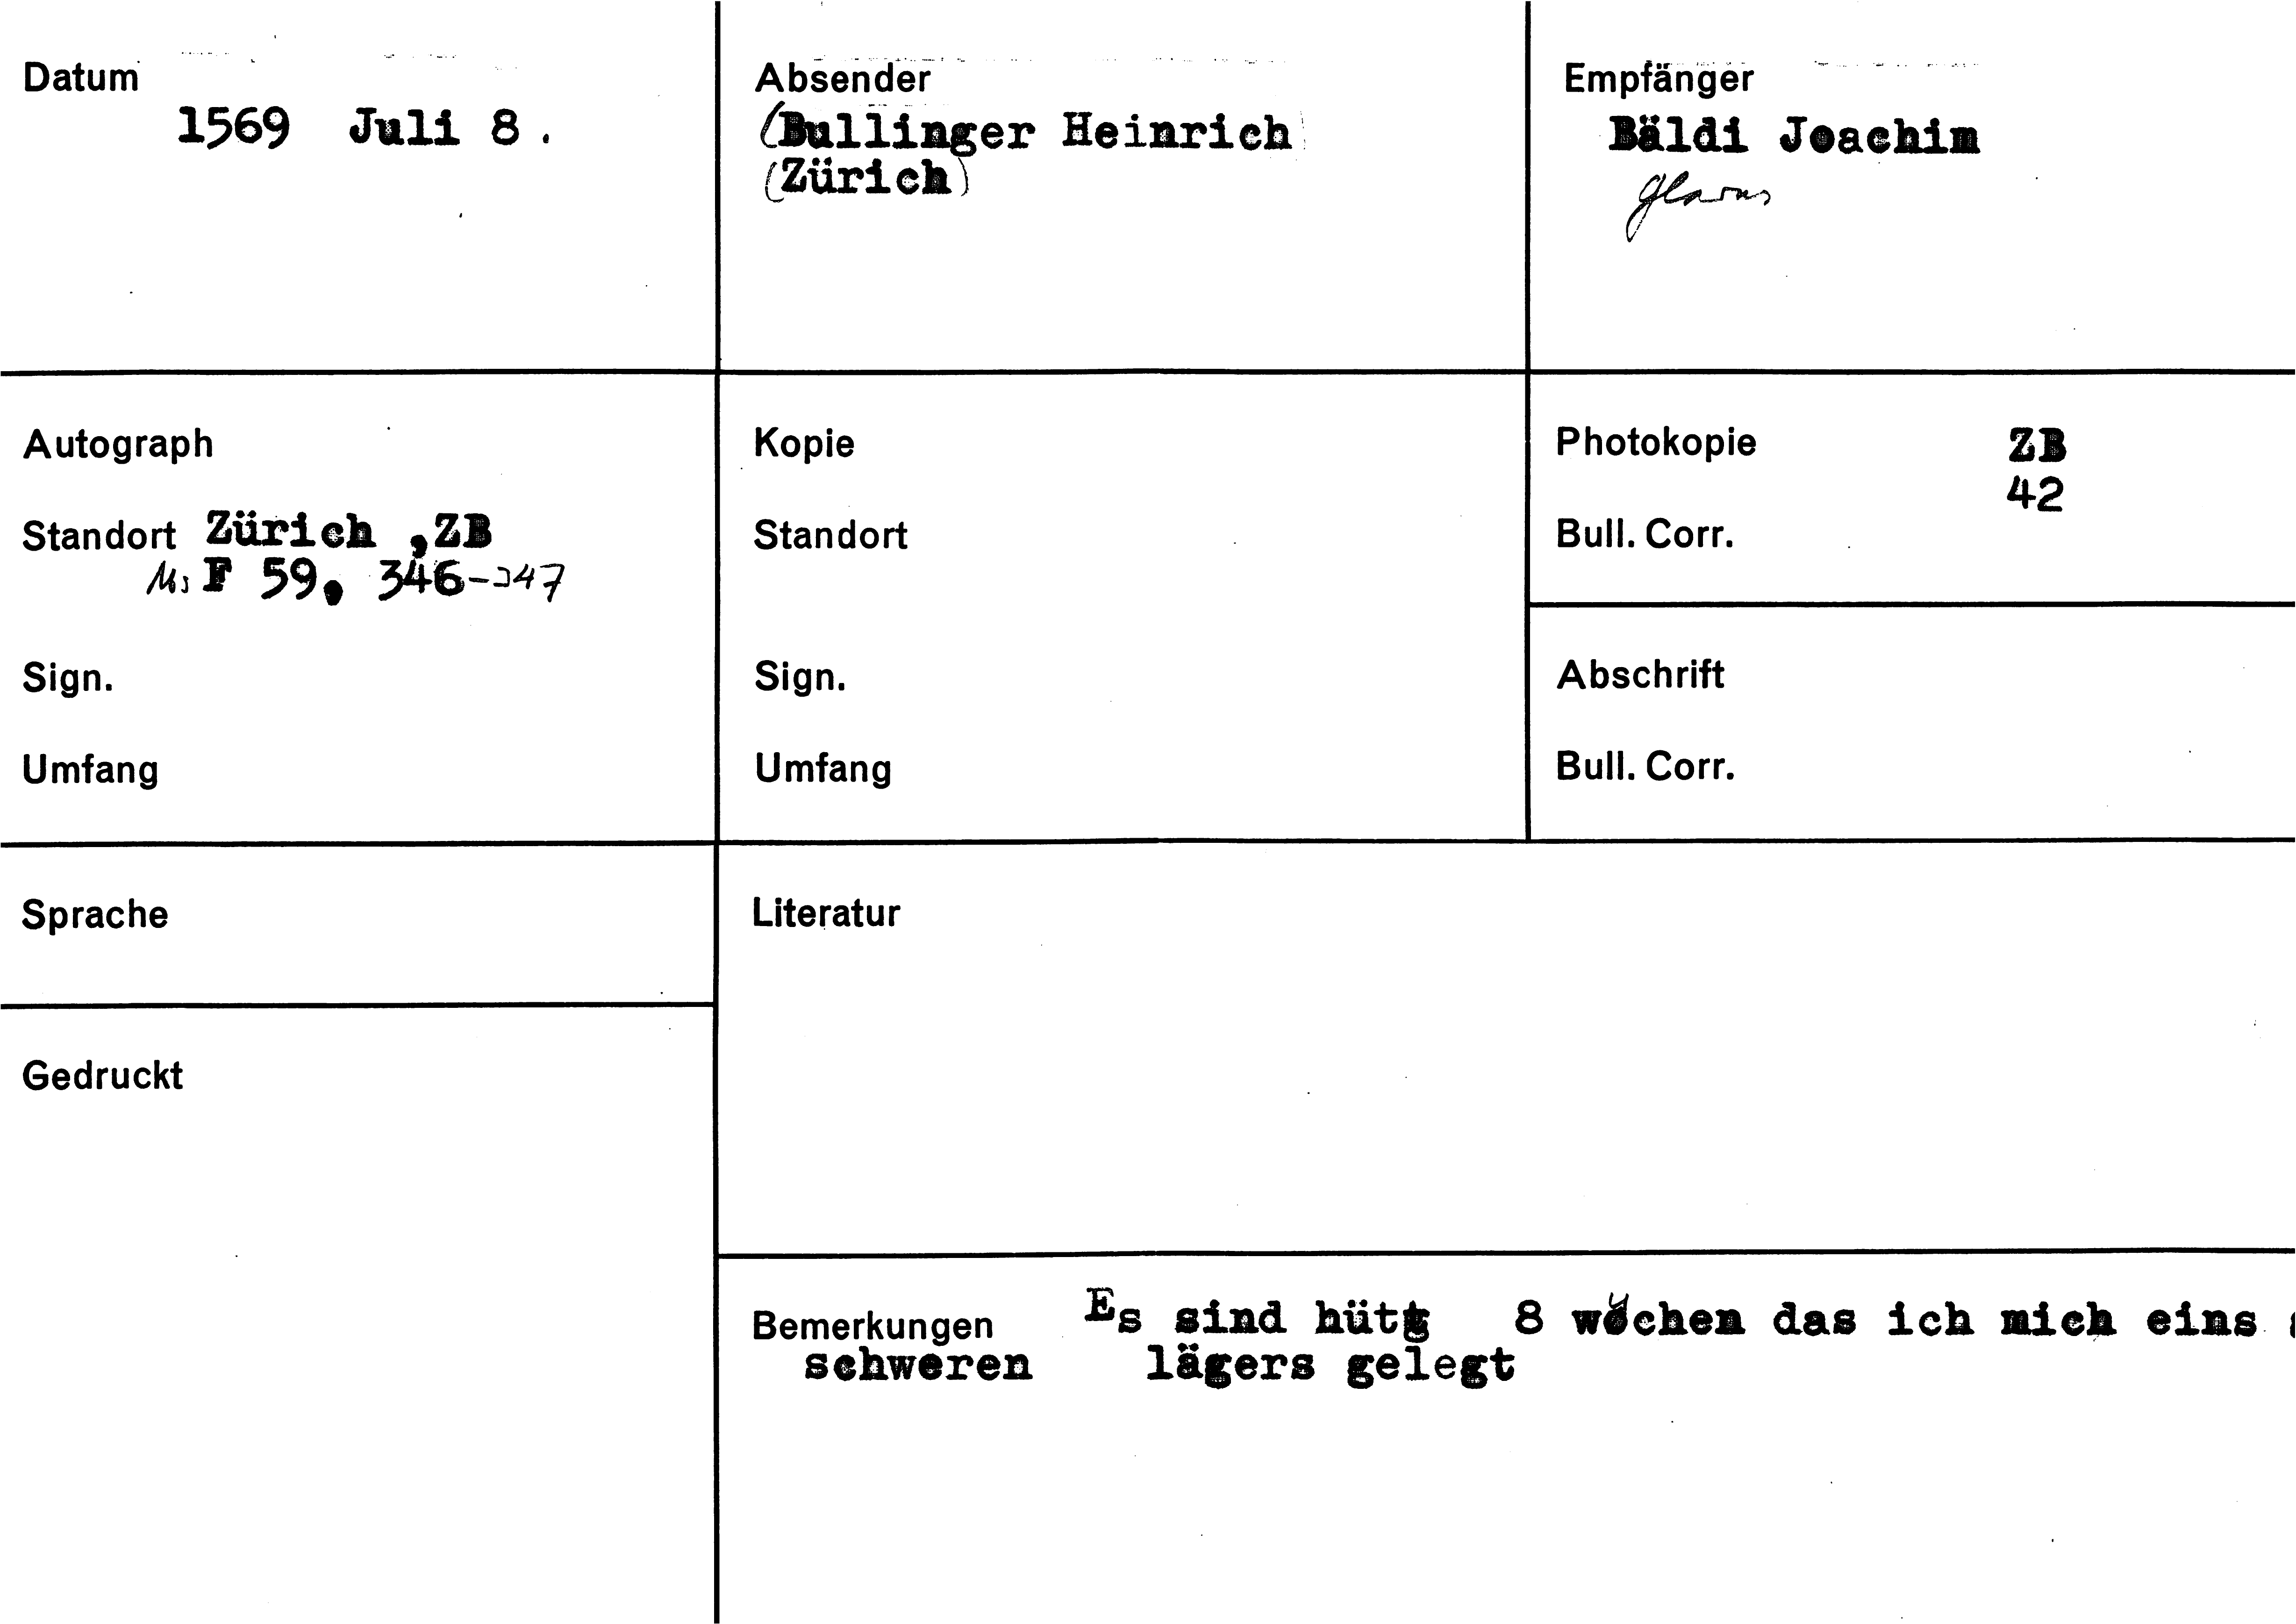 Datum
1569 Juli 8.
Absender
(Bullinger Heinrich
(Zürich)
Empfänger
Bäldi Joachim
Glarus
Autograph
Standort Zürich ,ZB
Ms F 59, 346-347
Sign.
Umfang
Kopie
Standort
Sign.
Umfang
Photokopie ZB
42
Bull. Corr.
Abschrift
Bull. Corr.
Sprache
Gedruckt
Literatur
Bemerkungen Es sind hütt 8 wochen das ich mich eins
schweren lägers gelegt